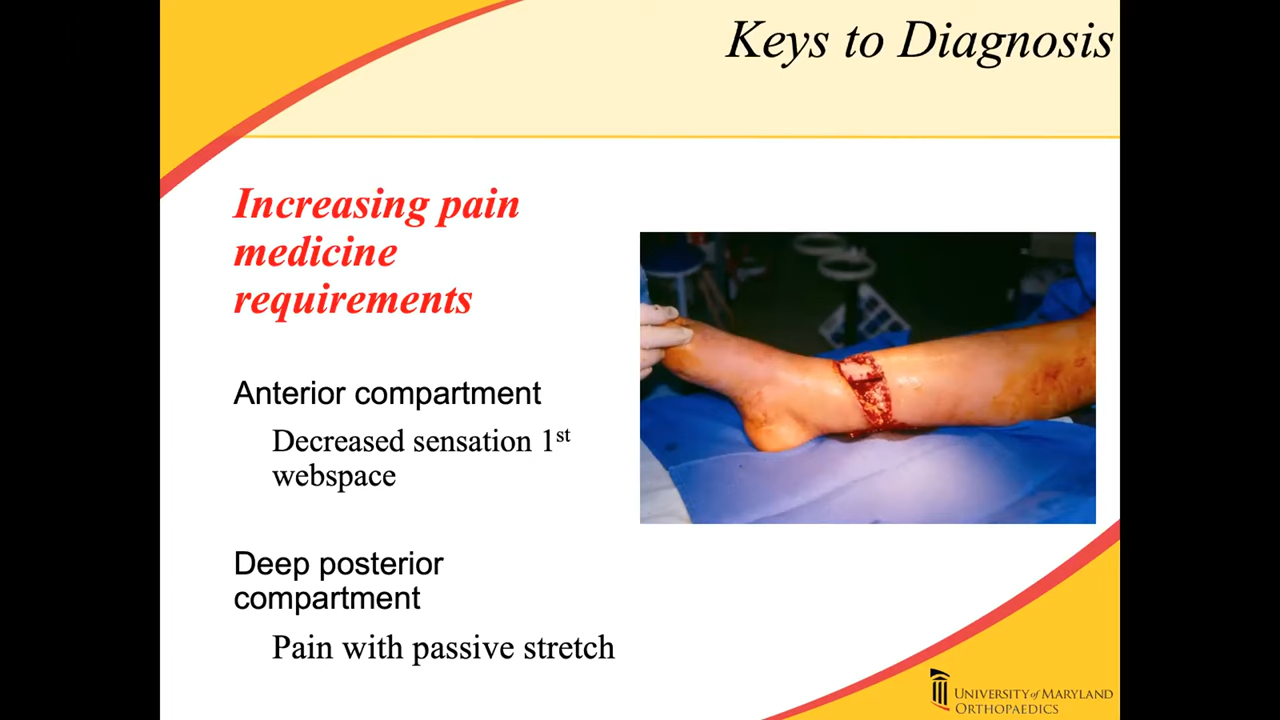 Keys to Diagnosis
Increasing pain
medicine
requirements
Anterior compartment
Decreased sensation 1st
webspace
Deep posterior
compartment
Pain with passive stretch
UNIVERSITY of MARYLAND
ORTHOPAEDICS